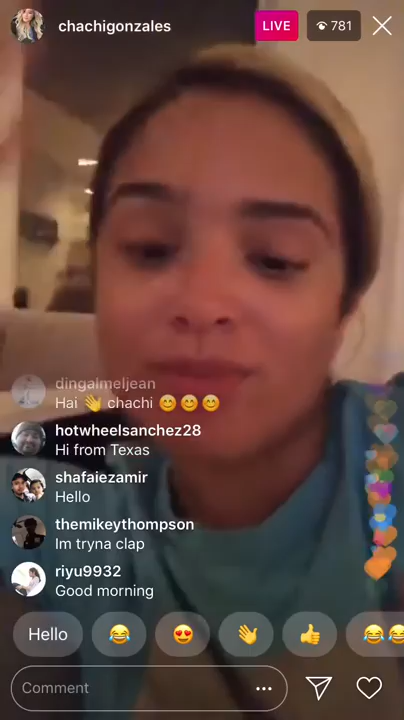 chachigonzales
LIVE
781
dingalmeljean
Hai 👋 chachi 😊😊😊
hotwheelsanchez28
Hi from Texas
shafaiezamir
Hello
themikeythompson
Im tryna clap
riyu9932
Good morning
Hello
Comment